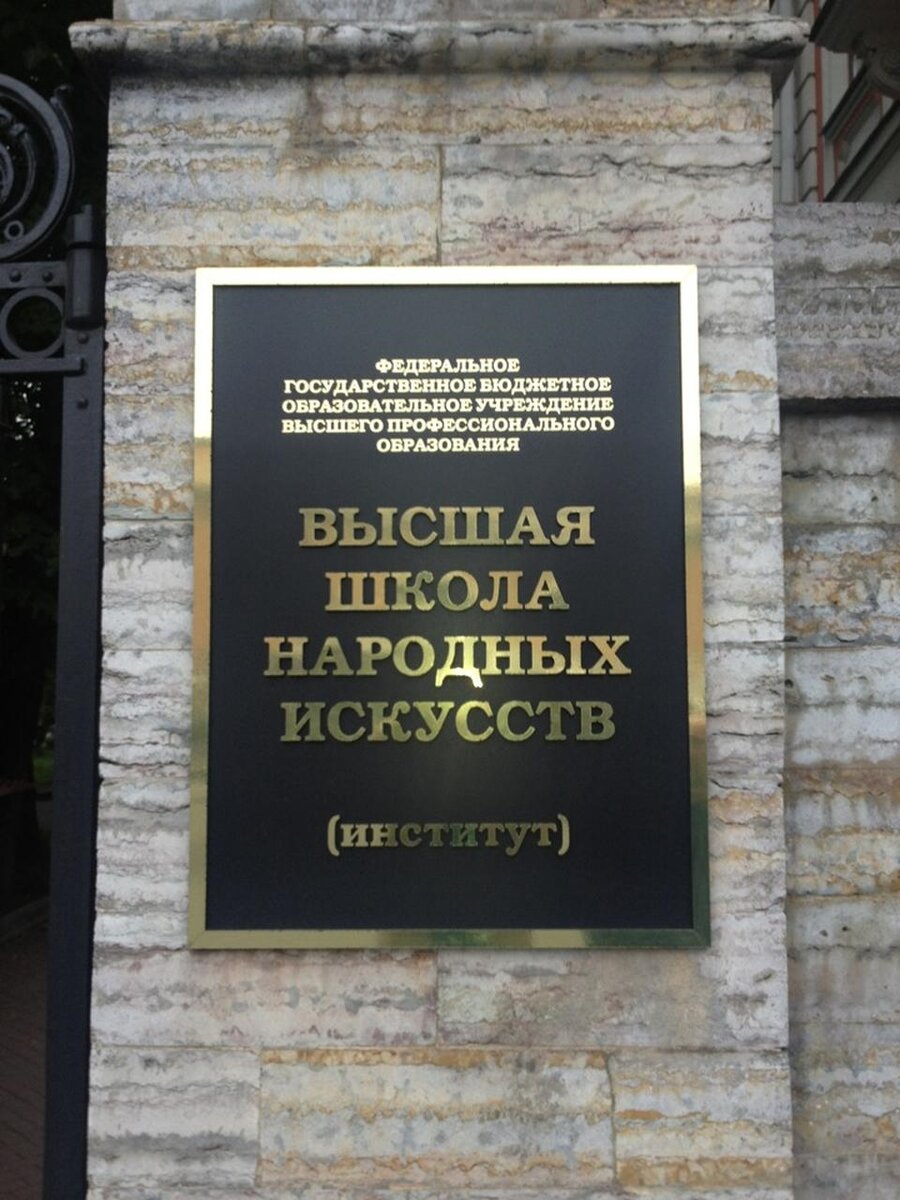 ФЕДЕРАЛЬНОЕ
ГОСУДАРСТВЕННОЕ БЮДЖЕТНОЕ
ОБРАЗОВАТЕЛЬНОЕ УЧРЕЖДЕНИЕ
ВЫСШЕГО ПРОФЕССИОНАЛЬНОГО
ОБРАЗОВАНИЯ
ВЫСШАЯ
ШКОЛА
НАРОДНЫХ
ИСКУССТВ
(институт)